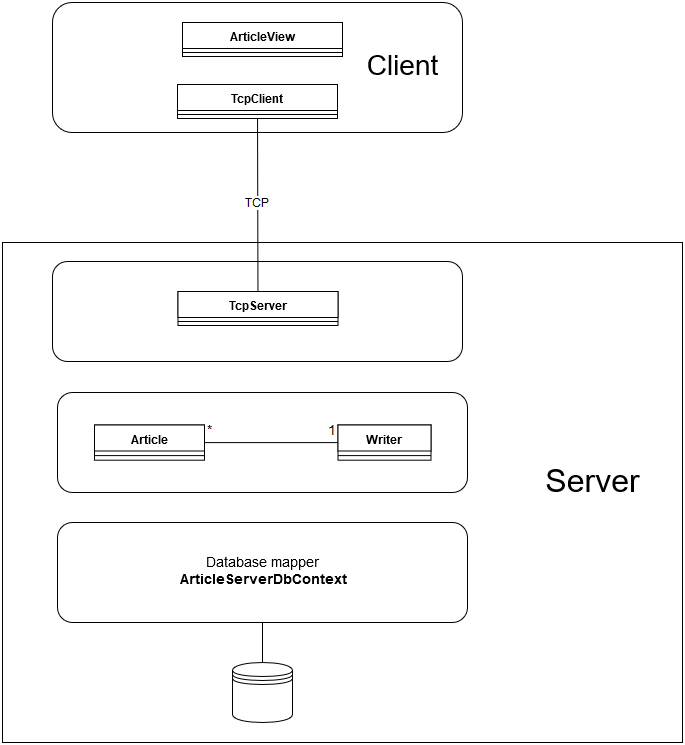 ArticleView
Client
TcpClient
TCP
TcpServer
* 1
Article Writer
Server
Database mapper
ArticleServerDbContext